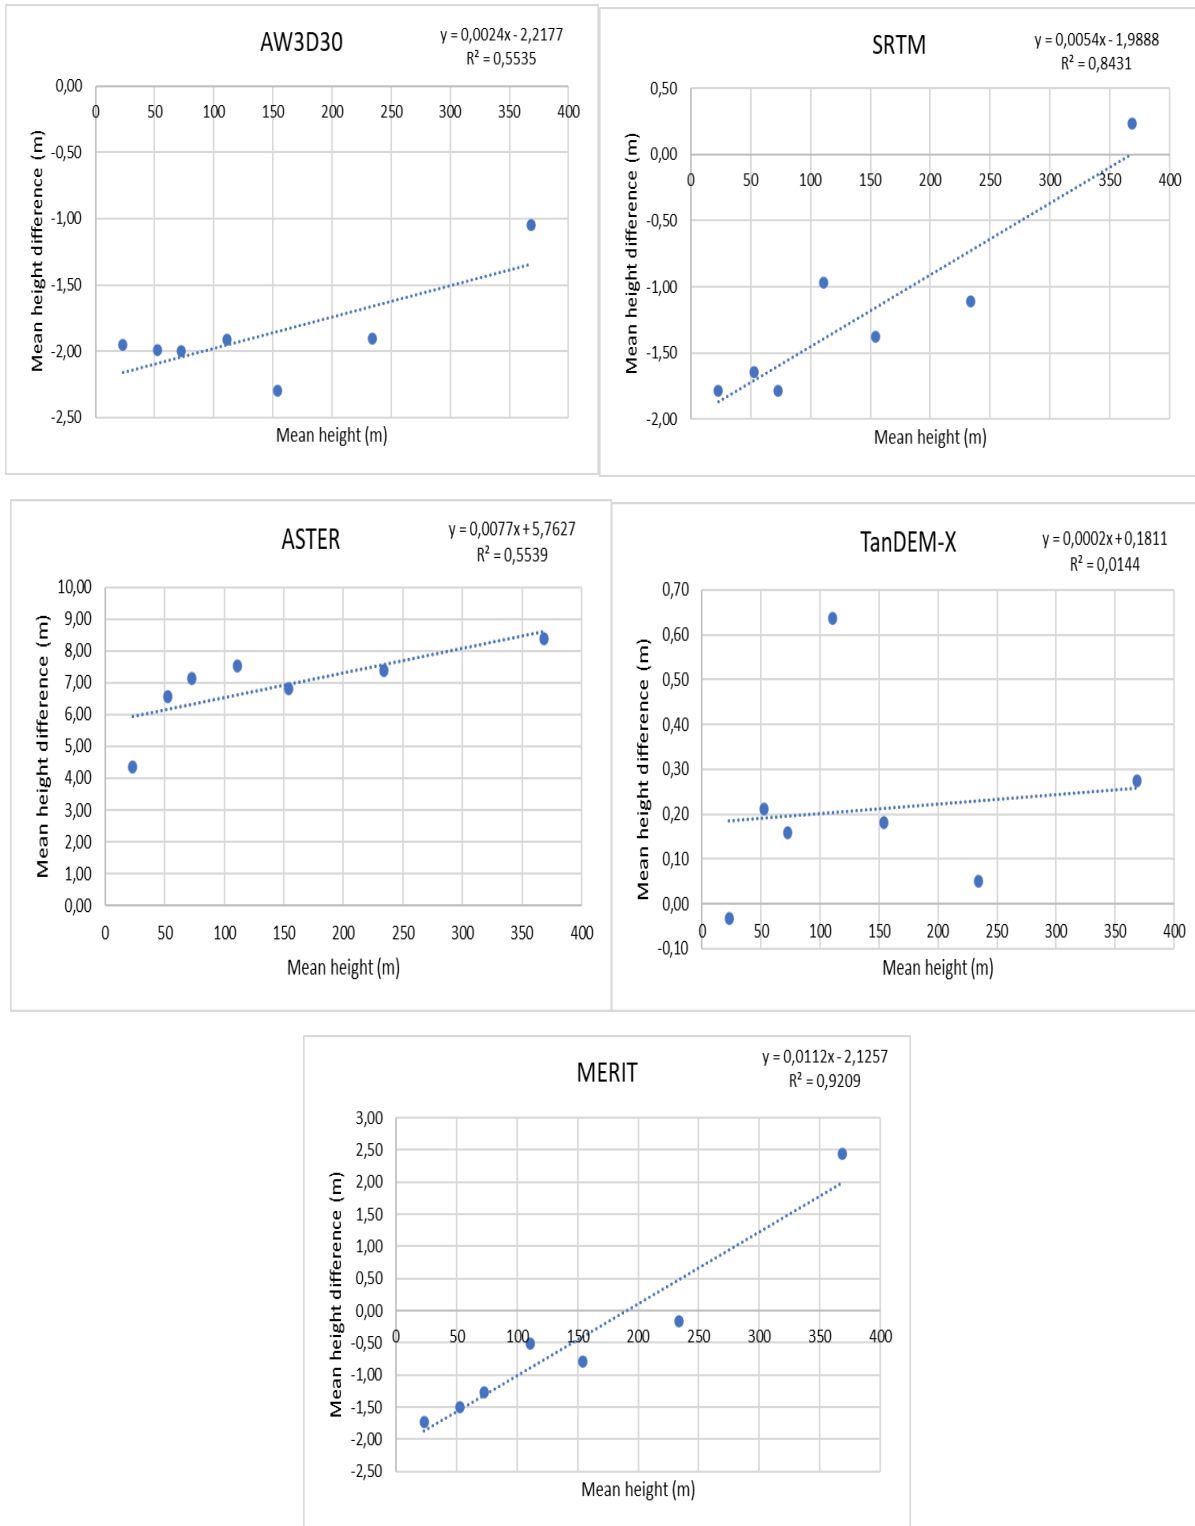 AW3D30
y = 0,0024x - 2,2177
R² = 0,5535
0,00
-0,50
-1,00
-1,50
-2,00
-2,50
0 50 100 150 200 250 300 350 400
Mean height difference (m)
Mean height (m)
SRTM
y = 0,0054x - 1,9888
R² = 0,8431
0,50
0,00
-0,50
-1,00
-1,50
-2,00
0 50 100 150 200 250 300 350 400
Mean height difference (m)
Mean height (m)
ASTER
y = 0,0077x + 5,7627
R² = 0,5539
10,00
9,00
8,00
7,00
6,00
5,00
4,00
3,00
2,00
1,00
0,00
0 50 100 150 200 250 300 350 400
Mean height difference (m)
Mean height (m)
TanDEM-X
y = 0,0002x + 0,1811
R² = 0,0144
0,70
0,60
0,50
0,40
0,30
0,20
0,10
0,00
-0,10
0 50 100 150 200 250 300 350 400
Mean height difference (m)
Mean height (m)
MERIT
y = 0,0112x - 2,1257
R² = 0,9209
3,00
2,50
2,00
1,50
1,00
0,50
0,00
-0,50
-1,00
-1,50
-2,00
-2,50
0 50 100 150 200 250 300 350 400
Mean height difference (m)
Mean height (m)